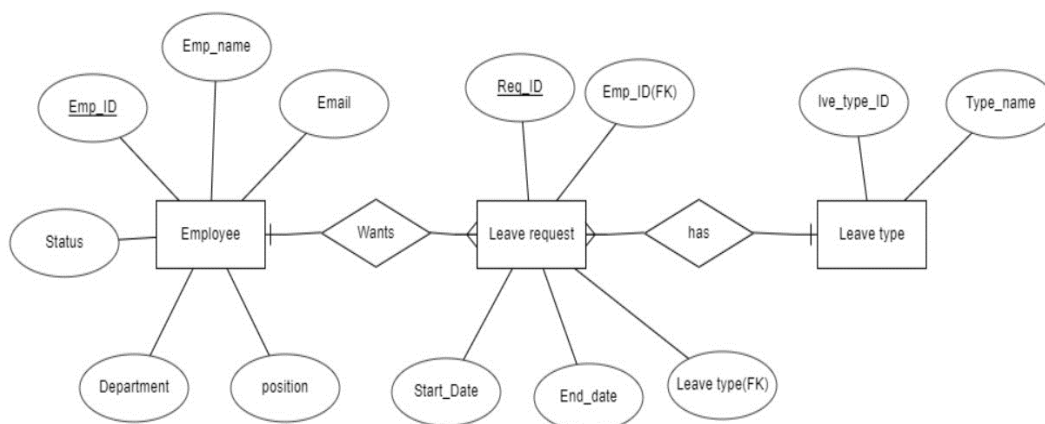 Emp_name
Emp_ID
Email
Req_ID
Emp_ID(FK)
lve_type_ID
Type_name
Status
Employee
Wants
Leave request
has
Leave type
Department
position
Start_Date
End_date
Leave type(FK)